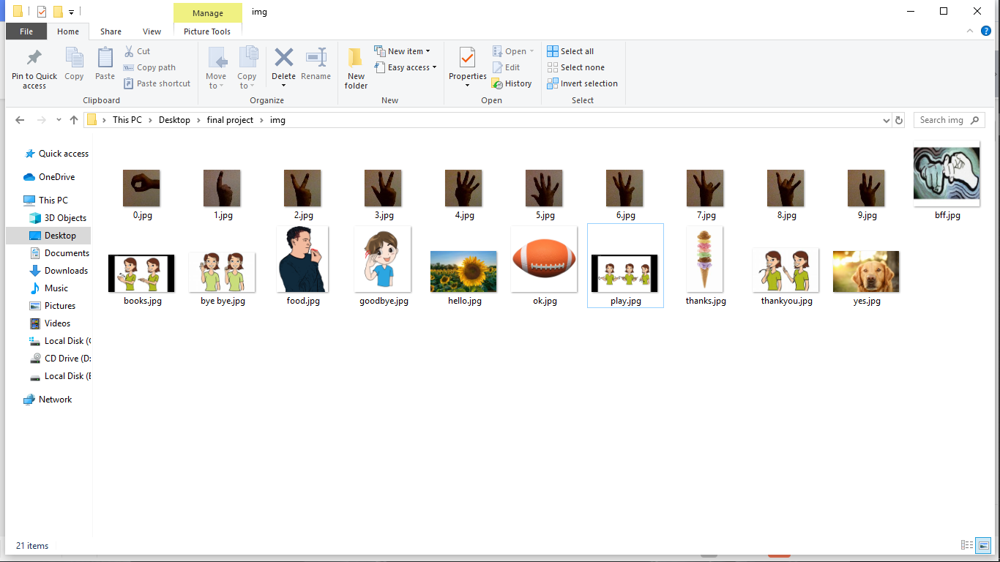 Manage
img
File
Home
Share
View
Picture Tools
Pin to Quick access
Copy
Paste
Cut
Copy path
Paste shortcut
Clipboard
Move to
Copy to
Delete
Rename
Organize
New folder
New item
Easy access
New
Properties
Open
Edit
History
Open
Select all
Select none
Invert selection
Select
This PC > Desktop > final project > img
Search img
Quick access
OneDrive
This PC
3D Objects
Desktop
Documents
Downloads
Music
Pictures
Videos
Local Disk (C
CD Drive (D:
Local Disk (E
Network
0.jpg
1.jpg
2.jpg
3.jpg
4.jpg
5.jpg
6.jpg
7.jpg
8.jpg
9.jpg
bff.jpg
books.jpg
bye bye.jpg
food.jpg
goodbye.jpg
hello.jpg
ok.jpg
play.jpg
thanks.jpg
thankyou.jpg
yes.jpg
21 items